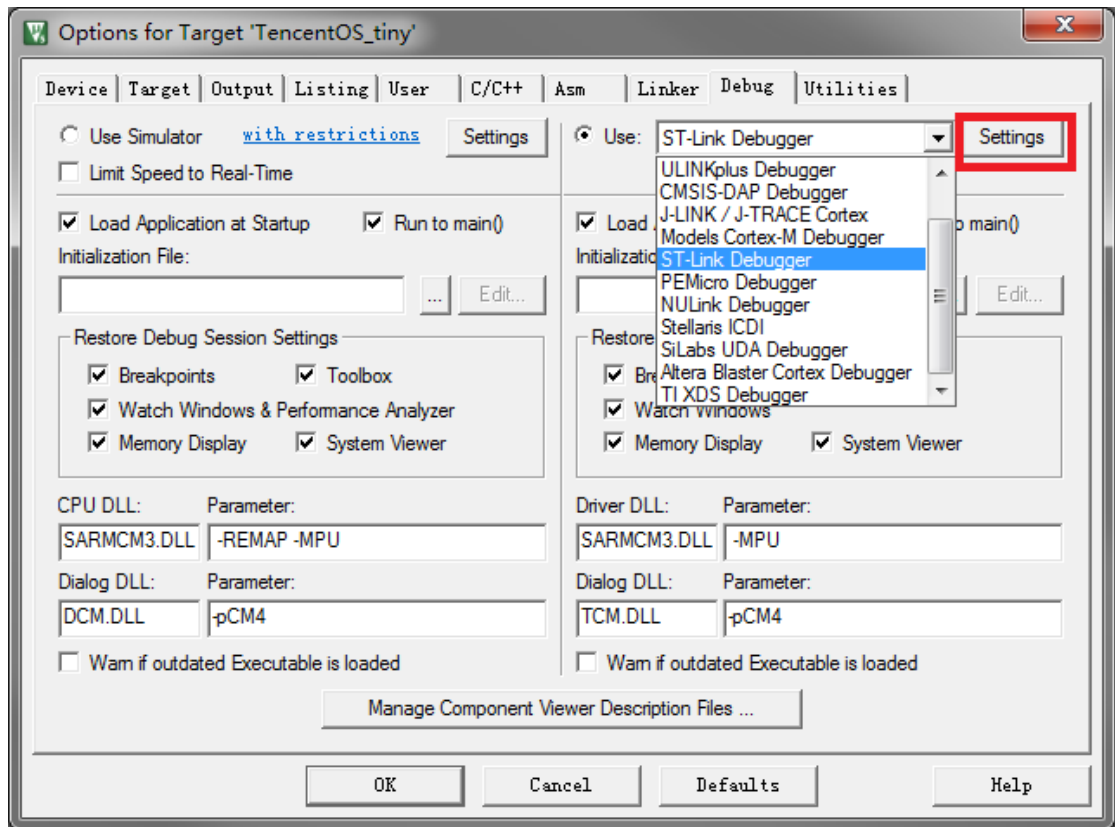 Options for Target 'TencentOS_tiny'
Device Target Output Listing User C/C++ Asm Linker Debug Utilities
Use Simulator with restrictions Settings
Limit Speed to Real-Time
Use: ST-Link Debugger Settings
ULINKplus Debugger
CMSIS-DAP Debugger
J-LINK / J-TRACE Cortex
Models Cortex-M Debugger
ST-Link Debugger
PEMicro Debugger
NULink Debugger
Stellaris ICDI
SiLabs UDA Debugger
Altera Blaster Cortex Debugger
TI XDS Debugger
Load Application at Startup Run to main()
Initialization File:
... Edit...
Restore Debug Session Settings
Breakpoints Toolbox
Watch Windows & Performance Analyzer
Memory Display System Viewer
CPU DLL: Parameter:
SARMCM3.DLL -REMAP -MPU
Dialog DLL: Parameter:
DCM.DLL -pCM4
Warn if outdated Executable is loaded
Load main()
Edit...
Restore
Watch Windows
Memory Display System Viewer
Driver DLL: Parameter:
SARMCM3.DLL -MPU
Dialog DLL: Parameter:
TCM.DLL -pCM4
Warn if outdated Executable is loaded
Manage Component Viewer Description Files ...
OK Cancel Defaults Help